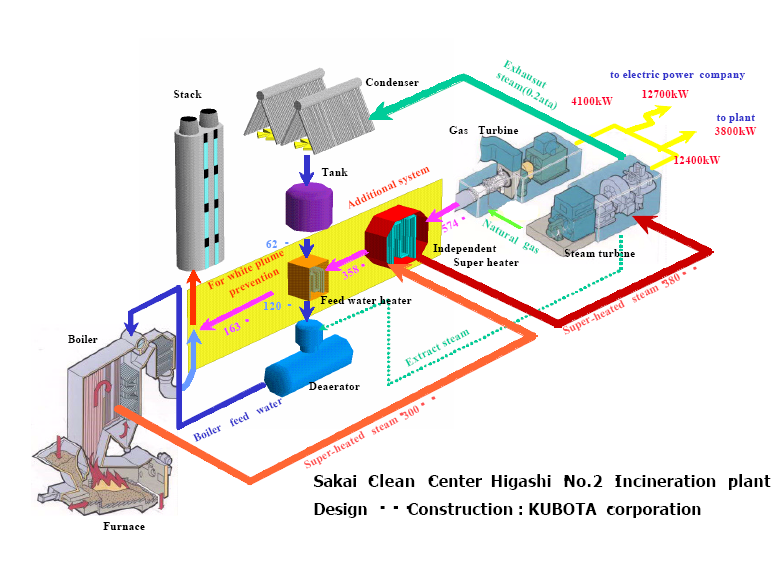 to electric power company
12700kW
4100kW
to plant
3800kW
12400kW
Exhausut
steam(0.2ata)
Condenser
Stack
Gas Turbine
Tank
Additional system
574
Natural gas
Independent
Super heater
Steam turbine
62
For white plume
prevention
358
Super-heated steam 380
Feed water heater
120
163
Boiler
Extract steam
Deaerator
Boiler feed water
Super-heated steam 300
Sakai Clean Center Higashi No.2 Incineration plant
Design ・・Construction : KUBOTA corporation
Furnace